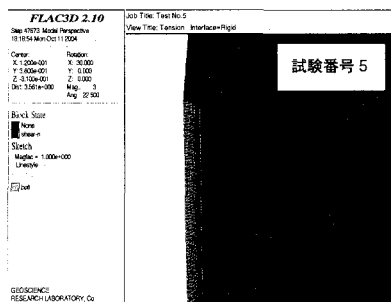 FLAC3D 2.10
Step 47673 Model Perspective
18:19:54 Mon Oct 11 2004
Center:
X: 1.200e-001
Y: 3.600e-001
Z: -3.100e-001
Dist: 3.561e+000
Rotation:
X: 30.000
Y: 0.000
Z: 0.000
Mag.: 3
Ang.: 22.500
Block State
None
shear-n
Sketch
Magfac = 1.000e+000
Linestyle
bolt
GEOSCIENCE
RESEARCH LABORATORY, Co
Job Title: Test No.5
View Title: Tension Interface=Rigid
試験番号 5